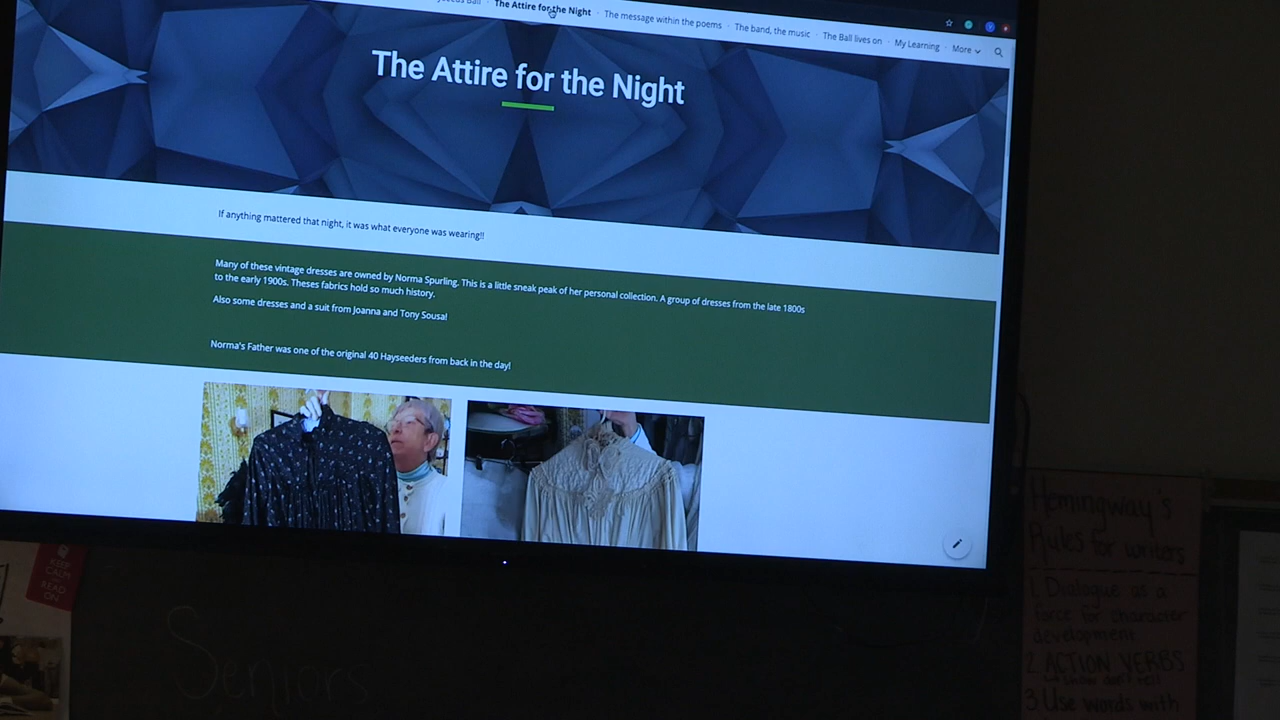 Ball · The Attire for the Night · The message within the poems · The band, the music · The Ball lives on · My Learning · More
The Attire for the Night
If anything mattered that night, it was what everyone was wearing!!
Many of these vintage dresses are owned by Norma Spurling. This is a little sneak peak of her personal collection. A group of dresses from the late 1800s
to the early 1900s. Theses fabrics hold so much history.
Also some dresses and a suit from Joanna and Tony Sousa!
Norma's Father was one of the original 40 Hayseeders from back in the day!
KEEP
CALM
AND
READ
ON
Seniors
Hemingway's
Rules for writers
1. Dialogue as a
force for character
development
2. ACTION VERBS
show don't tell
3. Use words with